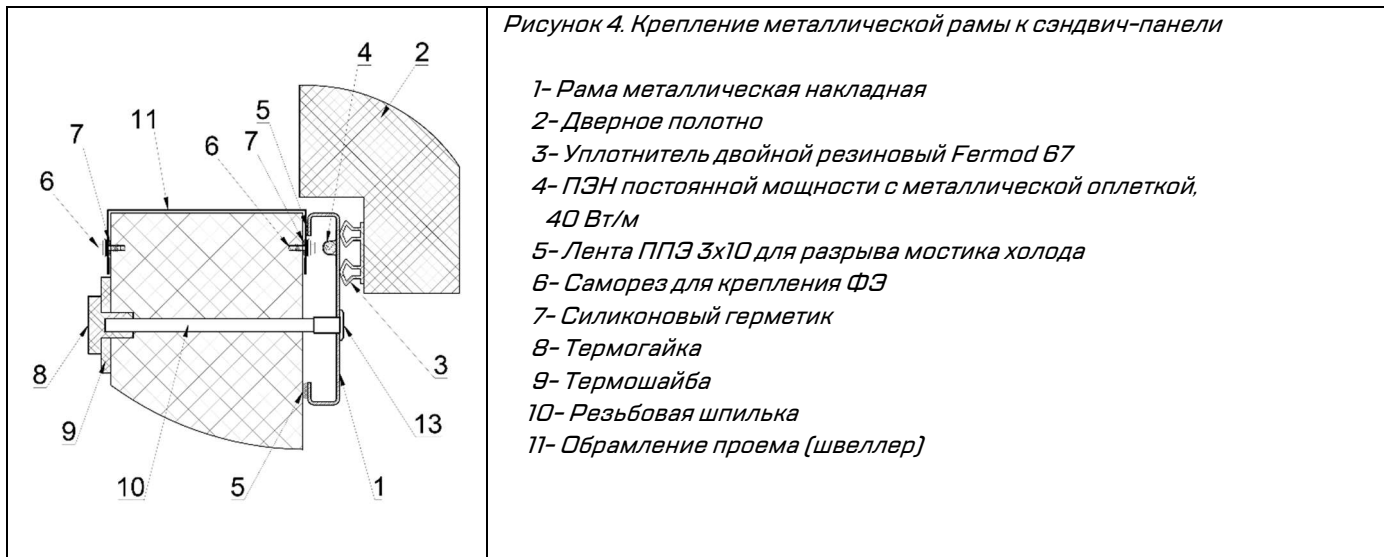 4
2
5
11
7
6
7
6
3
8
9
13
10
5
1
Рисунок 4. Крепление металлической рамы к сэндвич-панели
1- Рама металлическая накладная
2- Дверное полотно
3- Уплотнитель двойной резиновый Fermod 67
4- ПЭН постоянной мощности с металлической оплеткой,
40 Вт/м
5- Лента ППЭ 3х10 для разрыва мостика холода
6- Саморез для крепления ФЭ
7- Силиконовый герметик
8- Термогайка
9- Термошайба
10- Резьбовая шпилька
11- Обрамление проема (швеллер)